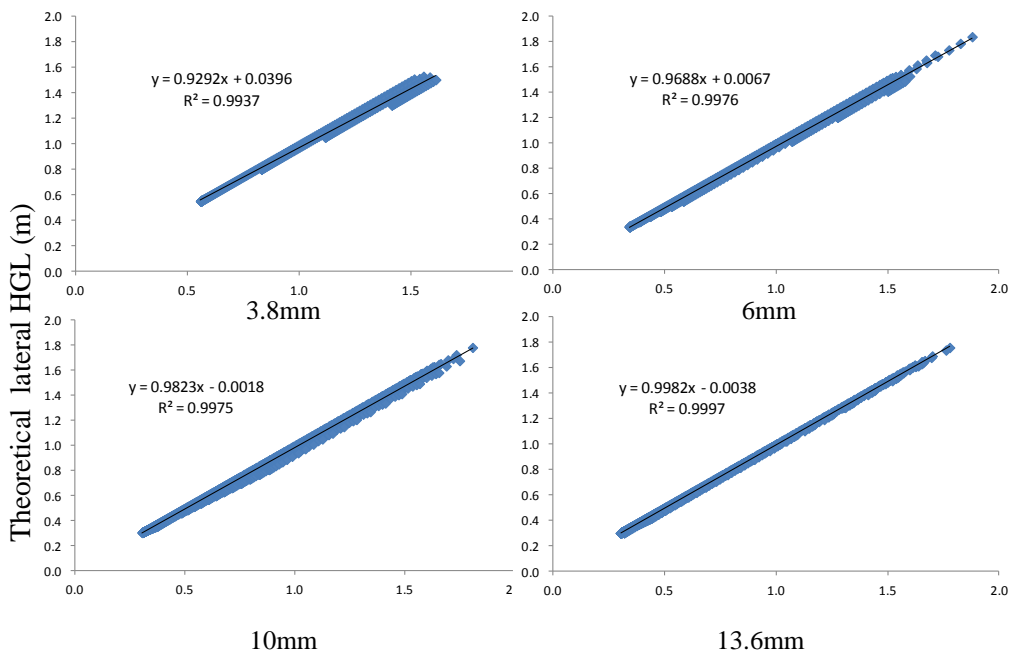 Theoretical lateral HGL (m)
2.0
1.8
1.6
1.4
1.2
1.0
0.8
0.6
0.4
0.2
0.0
y = 0.9292x + 0.0396
R² = 0.9937
0.0 0.5 1.0 1.5
3.8mm
2.0
1.8
1.6
1.4
1.2
1.0
0.8
0.6
0.4
0.2
0.0
y = 0.9688x + 0.0067
R² = 0.9976
0.0 0.5 1.0 1.5 2.0
6mm
2.0
1.8
1.6
1.4
1.2
1.0
0.8
0.6
0.4
0.2
0.0
y = 0.9823x - 0.0018
R² = 0.9975
0.0 0.5 1.0 1.5 2
10mm
2.0
1.8
1.6
1.4
1.2
1.0
0.8
0.6
0.4
0.2
0.0
y = 0.9982x - 0.0038
R² = 0.9997
0.0 0.5 1.0 1.5 2.0
13.6mm